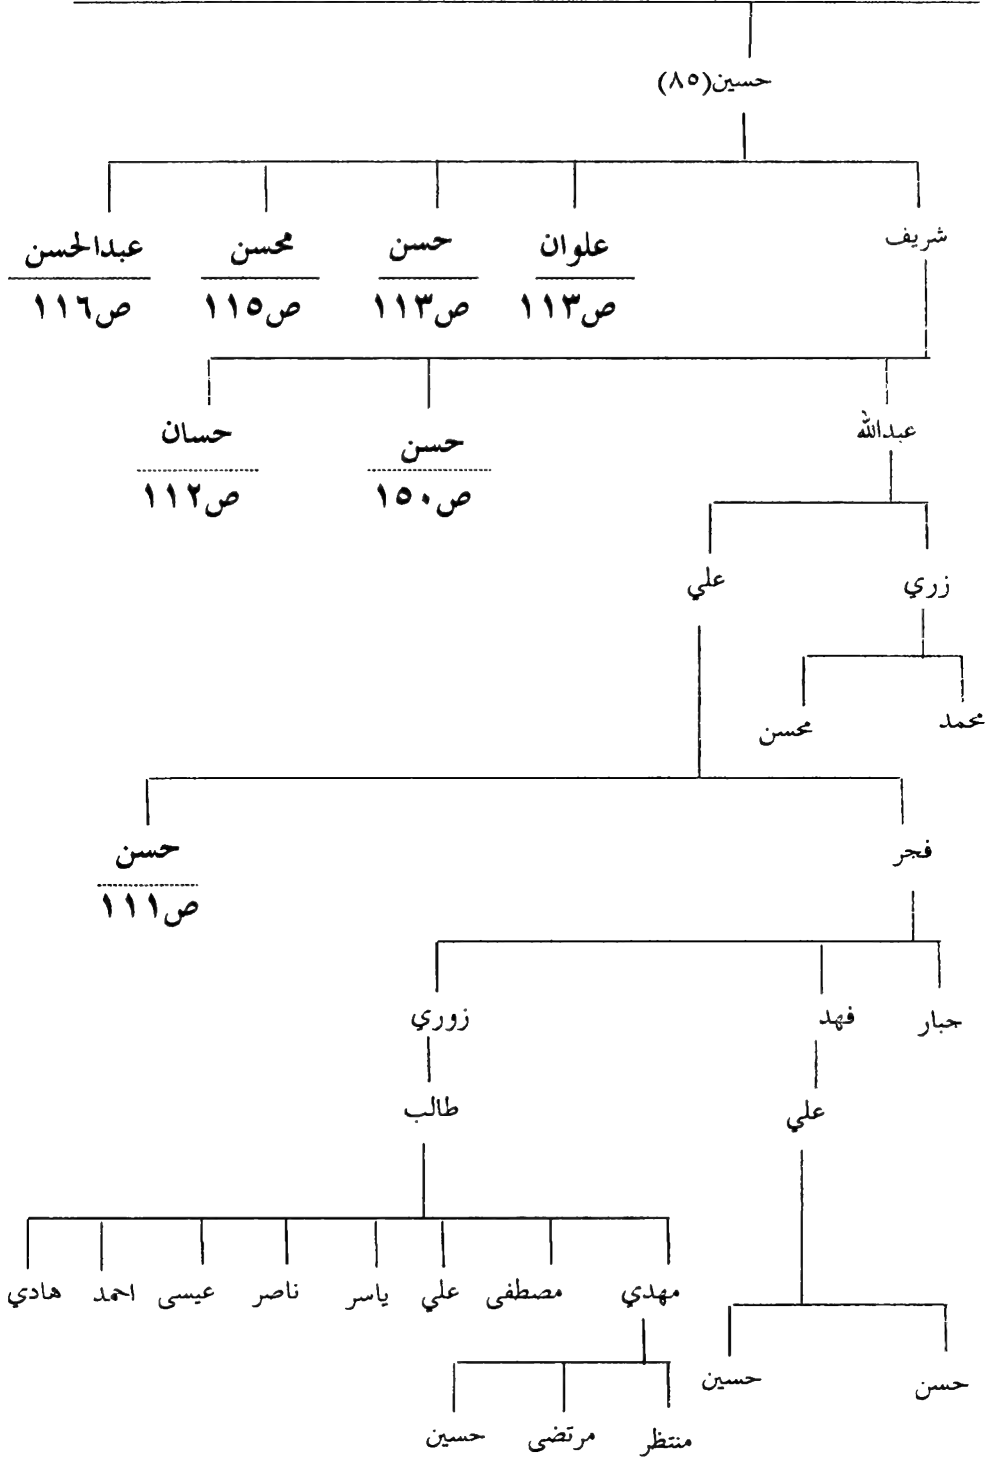 حسين(٨٥)
شريف علوان حسن محسن عبدالحسن
ص١١٣ ص١١٣ ص١١٥ ص١١٦
عبدالله حسن حسان
ص١٥٠ ص١١٢
زري علي
محمد محسن
فجر حسن
ص١١١
حبار فهد زوري
علي طالب
مهدي مصطفى علي ياسر ناصر عيسى احمد هادي
حسن حسين
منتظر مرتضى حسين